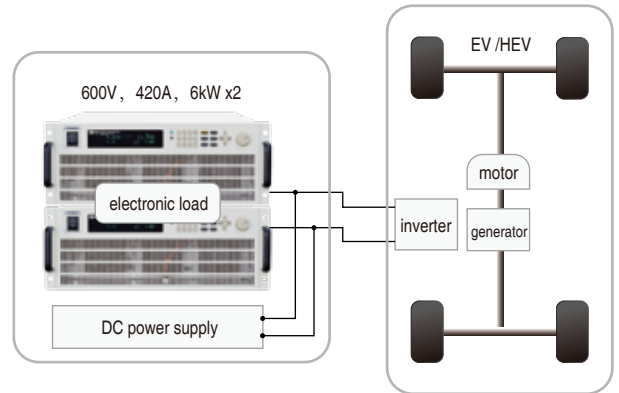 600V，420A，6kW x2
electronic load
DC power supply
EV /HEV
motor
inverter
generator